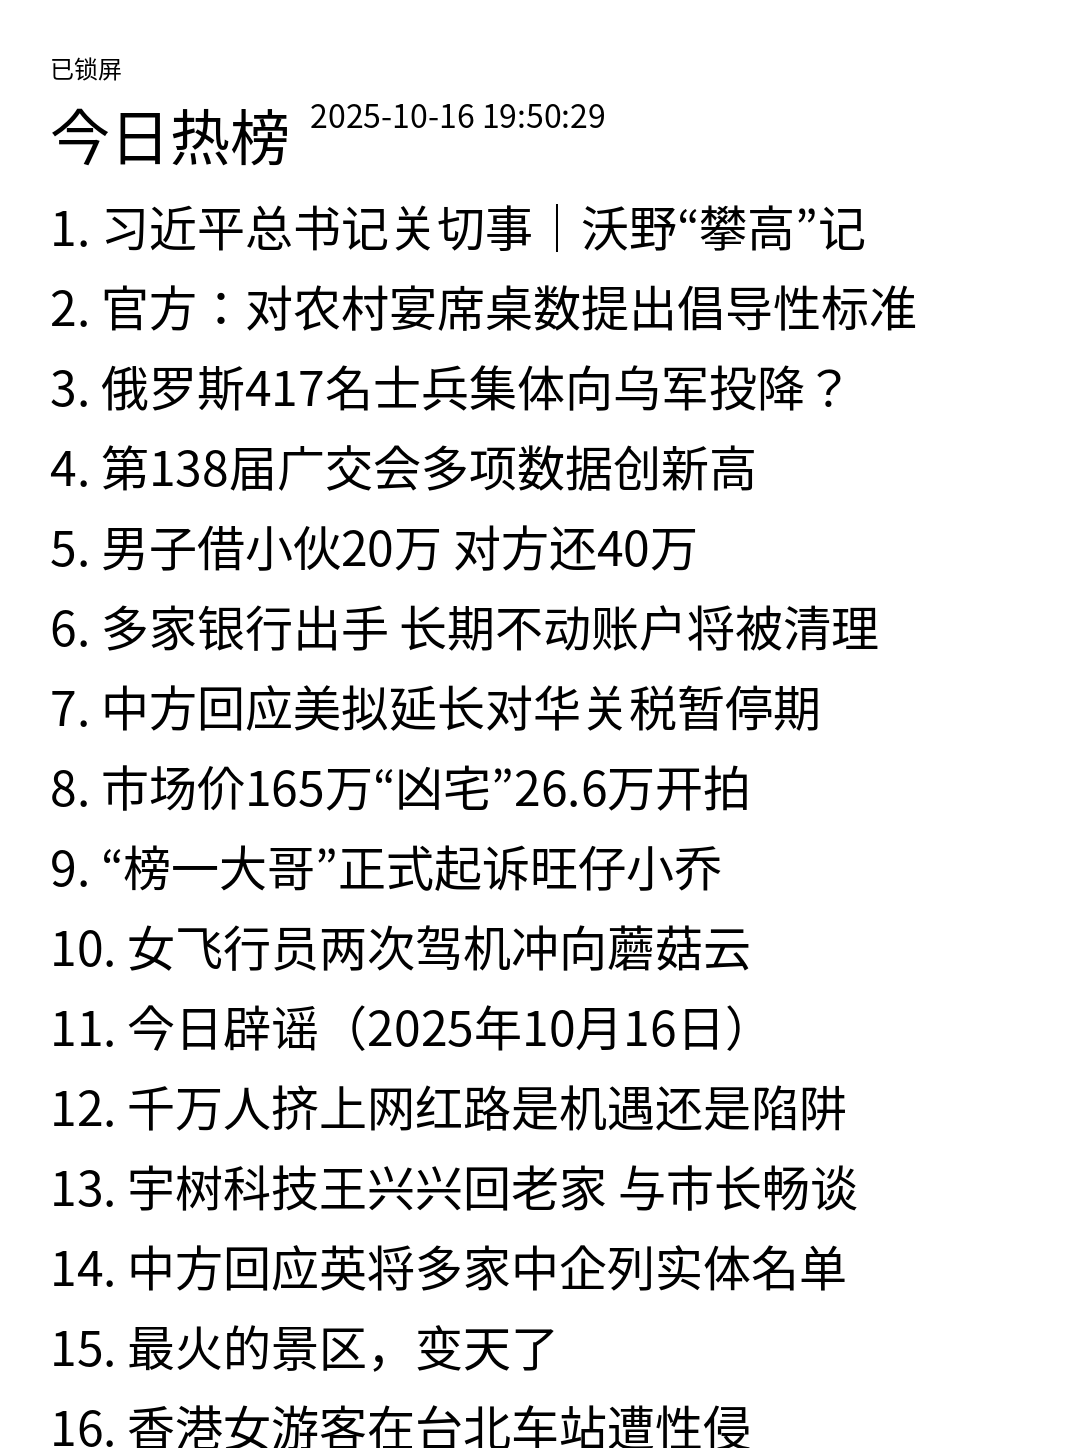 已锁屏
今日热榜 2025-10-16 19:50:29
1. 习近平总书记关切事｜沃野“攀高”记
2. 官方：对农村宴席桌数提出倡导性标准
3. 俄罗斯417名士兵集体向乌军投降？
4. 第138届广交会多项数据创新高
5. 男子借小伙20万 对方还40万
6. 多家银行出手 长期不动账户将被清理
7. 中方回应美拟延长对华关税暂停期
8. 市场价165万“凶宅”26.6万开拍
9. “榜一大哥”正式起诉旺仔小乔
10. 女飞行员两次驾机冲向蘑菇云
11. 今日辟谣（2025年10月16日）
12. 千万人挤上网红路是机遇还是陷阱
13. 宇树科技王兴兴回老家 与市长畅谈
14. 中方回应英将多家中企列实体名单
15. 最火的景区，变天了
16. 香港女游客在台北车站遭性侵